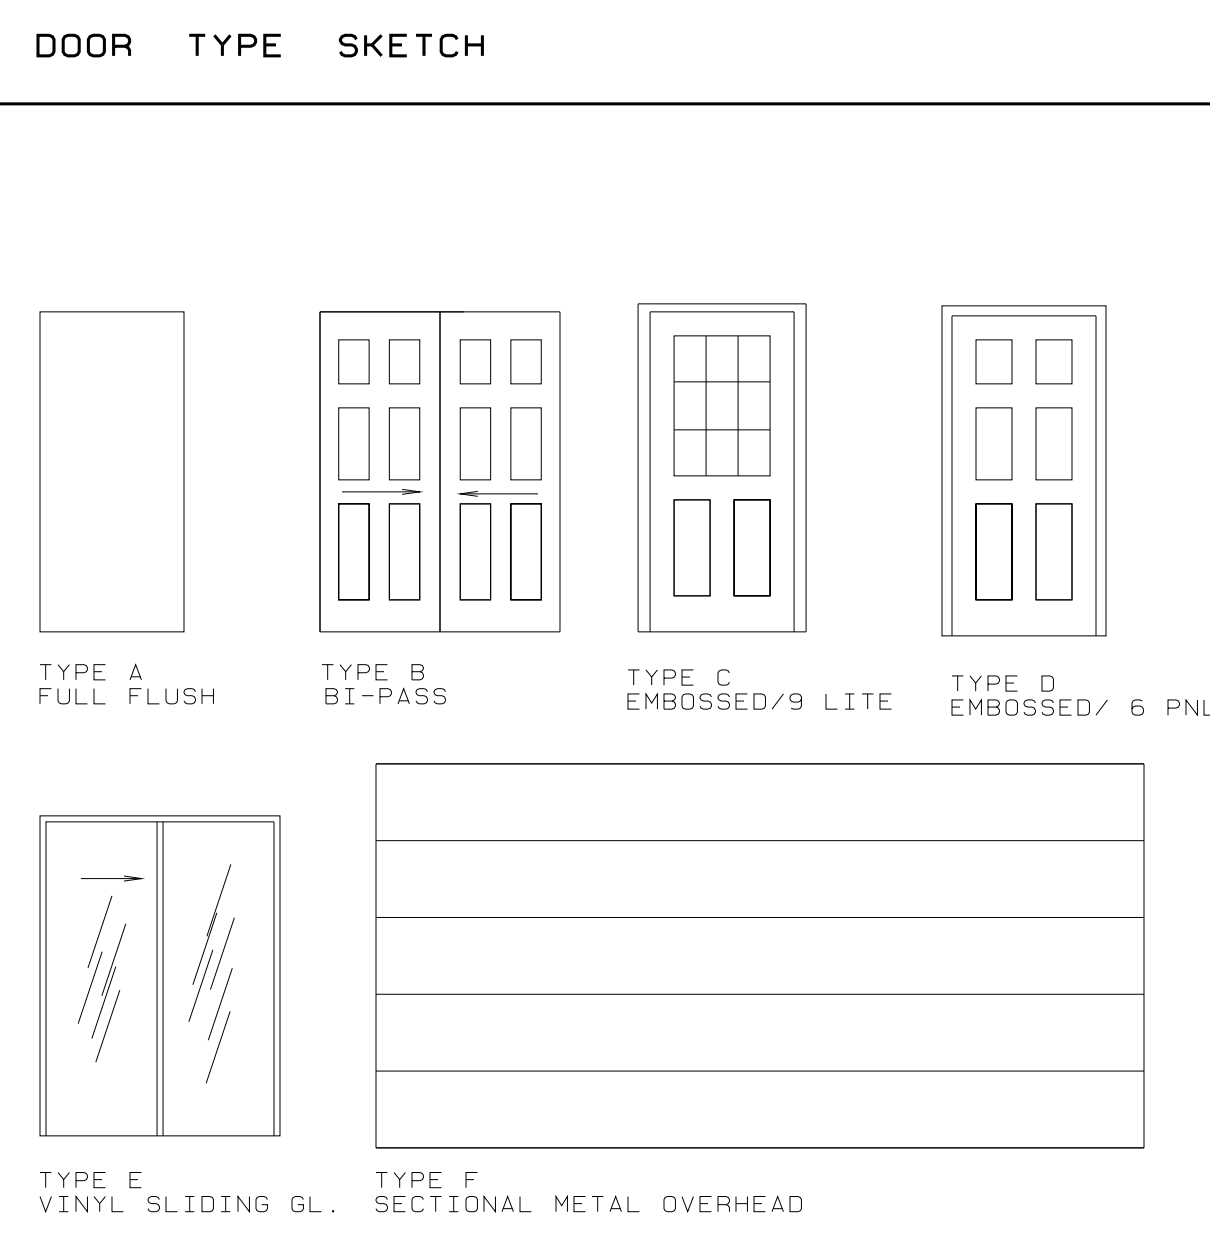 DOOR TYPE SKETCH
TYPE A
FULL FLUSH
TYPE B
BI-PASS
TYPE C
EMBOSSED/9 LITE
TYPE D
EMBOSSED/ 6 PNL
TYPE E
VINYL SLIDING GL.
TYPE F
SECTIONAL METAL OVERHEAD